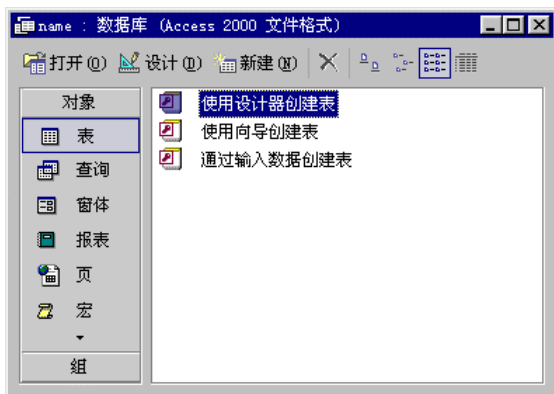 name : 数据库 (Access 2000 文件格式)
打开(O) 设计(D) 新建(N)
对象
表
查询
窗体
报表
页
宏
组
使用设计器创建表
使用向导创建表
通过输入数据创建表